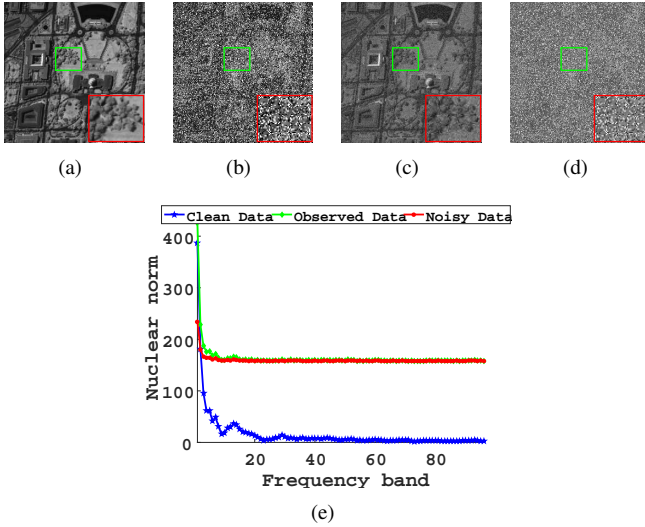 (a) (b) (c) (d)
Clean Data Observed Data Noisy Data
400
300
200
100
0
Nuclear norm
20 40 60 80
Frequency band
(e)